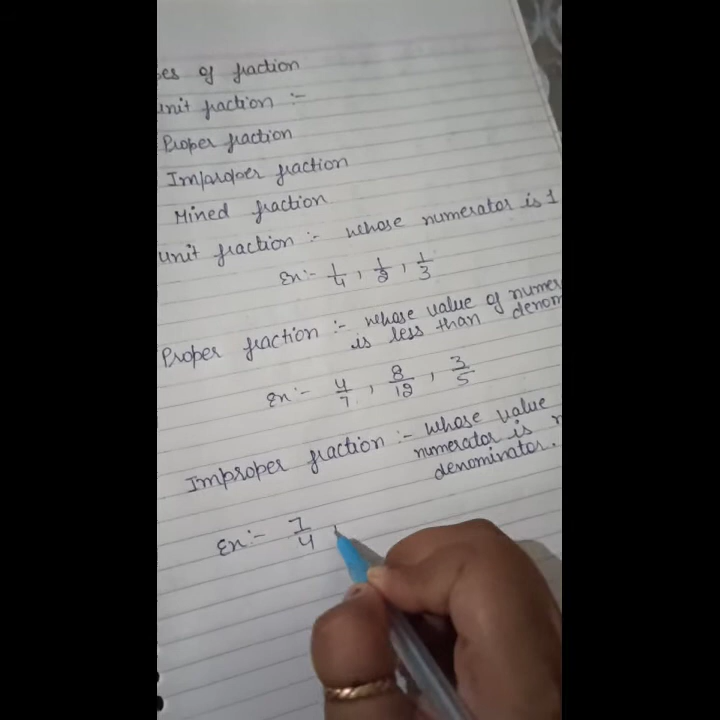 of fraction
unit fraction :-
Proper fraction
Improper fraction
Mixed fraction
unit fraction :- whose numerator is 1
Ex:- 1/4 , 1/2 , 1/3
Proper fraction :- whose value of
is less than
Ex:- 4/7 , 8/12 , 3/5
Improper fraction :- whose value
numerator is
denominator.
Ex:- 7/4